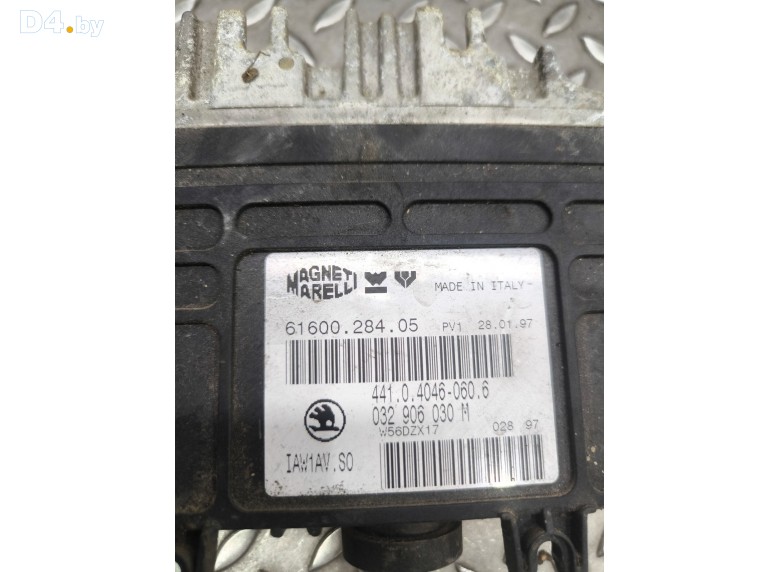 D4.by
MAGNETI MARELLI
MADE IN ITALY
61600.284.05 PV1 28.01.97
441.0.4046-060.6
032 906 030 M
W56DZX17 028 97
IAW1AV.S0